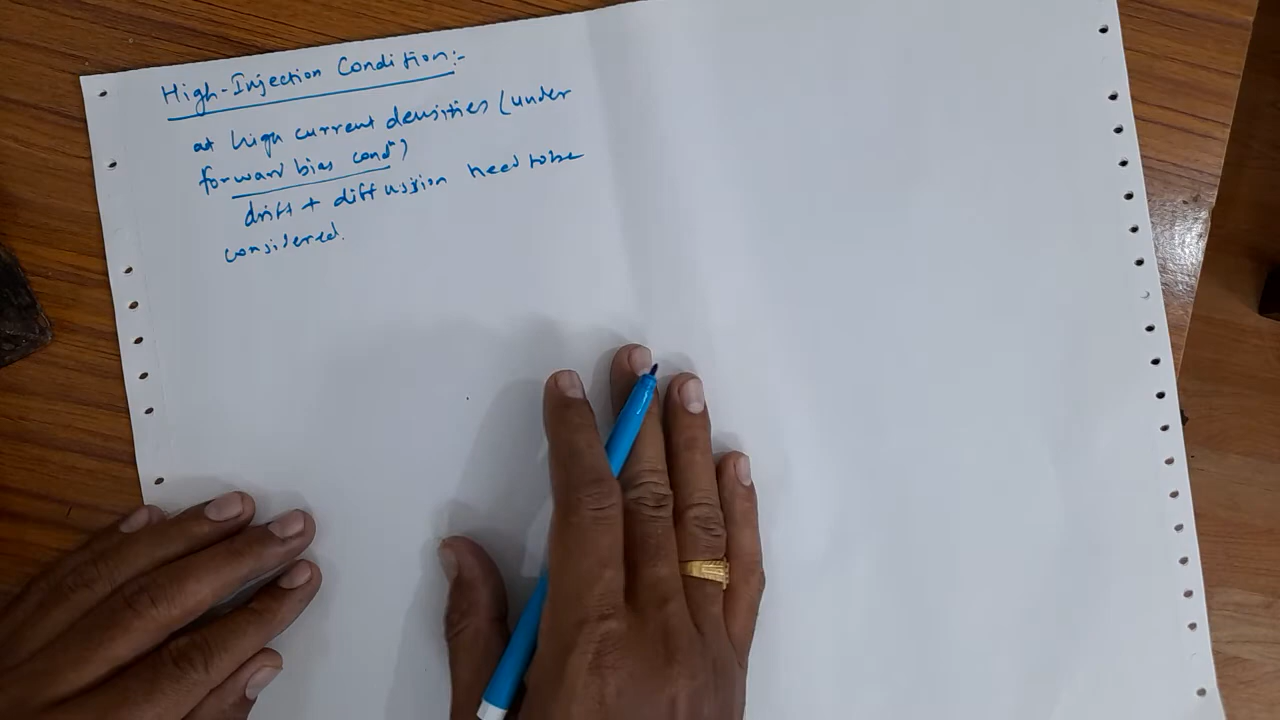 High-Injection Condition:-
at high current densities (under
forward bias condn)
drift + diffussion need to be
considered.